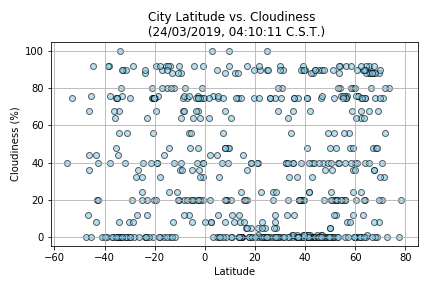 City Latitude vs. Cloudiness
(24/03/2019, 04:10:11 C.S.T.)
100
80
60
40
20
0
Cloudiness (%)
−60 −40 −20 0 20 40 60 80
Latitude